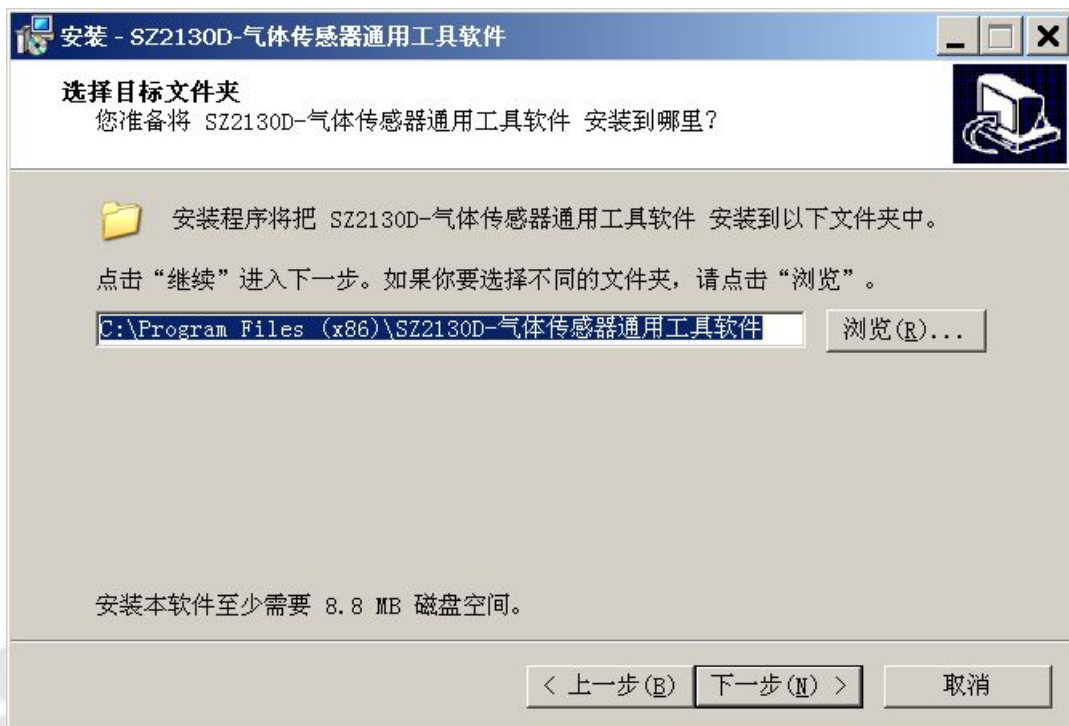 安装 - SZ2130D-气体传感器通用工具软件
选择目标文件夹
您准备将 SZ2130D-气体传感器通用工具软件 安装到哪里?
安装程序将把 SZ2130D-气体传感器通用工具软件 安装到以下文件夹中。
点击“继续”进入下一步。如果你要选择不同的文件夹，请点击“浏览”。
C:\Program Files (x86)\SZ2130D-气体传感器通用工具软件
浏览(R)...
安装本软件至少需要 8.8 MB 磁盘空间。
< 上一步(B) 下一步(N) > 取消